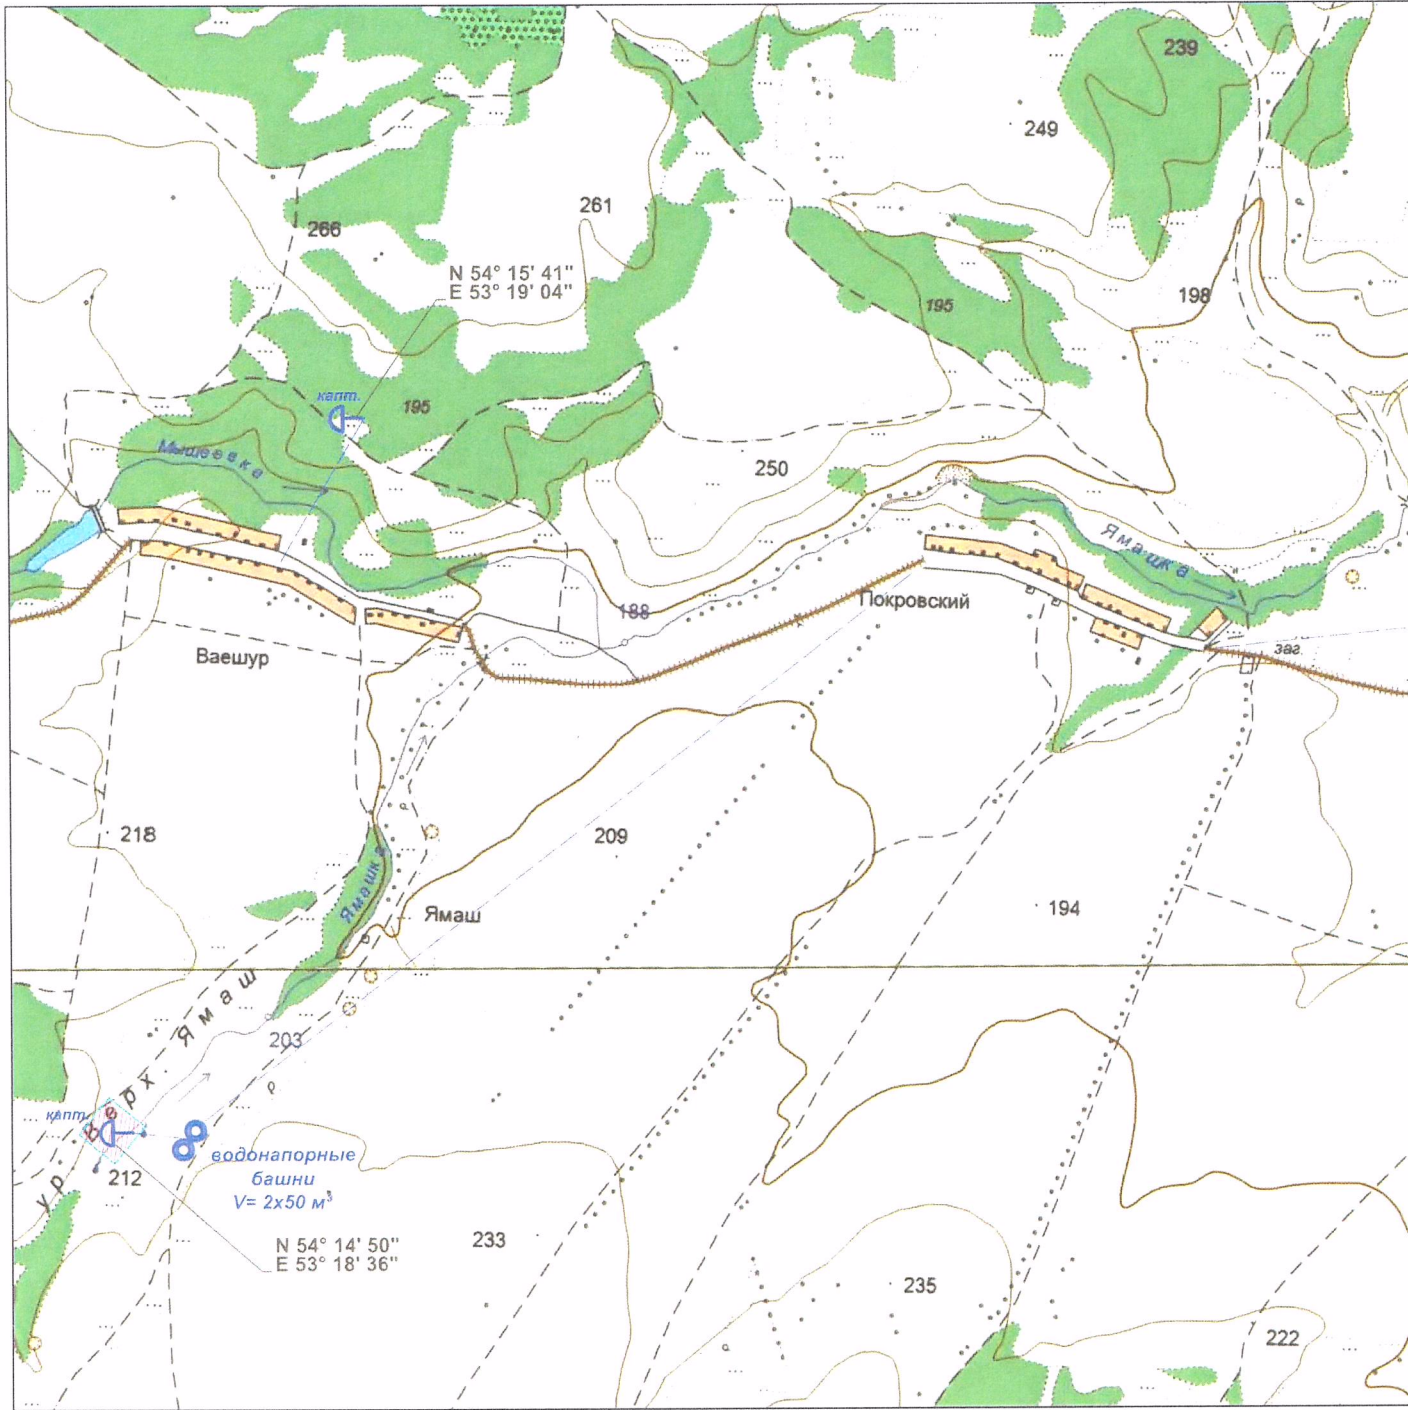 239
249
261
266
N 54° 15' 41"
E 53° 19' 04"
198
195
капт.
195
Мышеевка
250
Ямашка
188
Покровский
заг.
Ваешур
218
209
Ямашка
Ямаш
194
ур. Верх. Ямаш
203
р.
капт.
водонапорные
башни
V= 2х50 м³
212
N 54° 14' 50"
E 53° 18' 36"
233
235
222